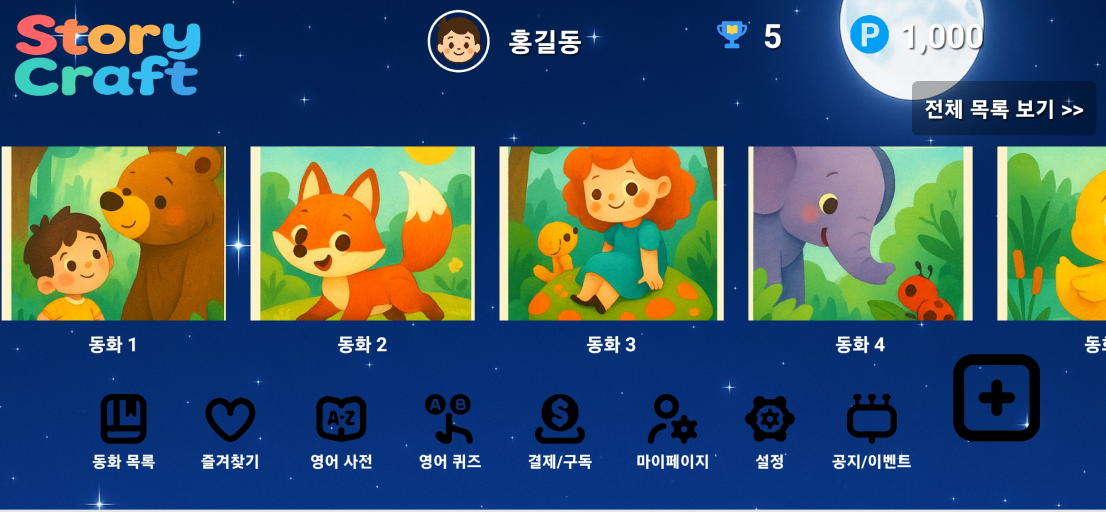 Story
Craft
홍길동
5
P 1,000
전체 목록 보기 >>
동화 1
동화 2
동화 3
동화 4
A-Z
A B
$
동화 목록
즐겨찾기
영어 사전
영어 퀴즈
결제/구독
마이페이지
설정
공지/이벤트